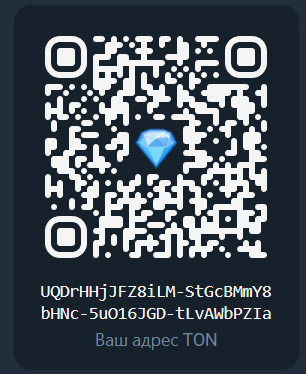 UQDrHHjJFZ8iLM-StGcBMmY8
bHNc-5uO16JGD-tLvAWbPZIa
Ваш адрес TON